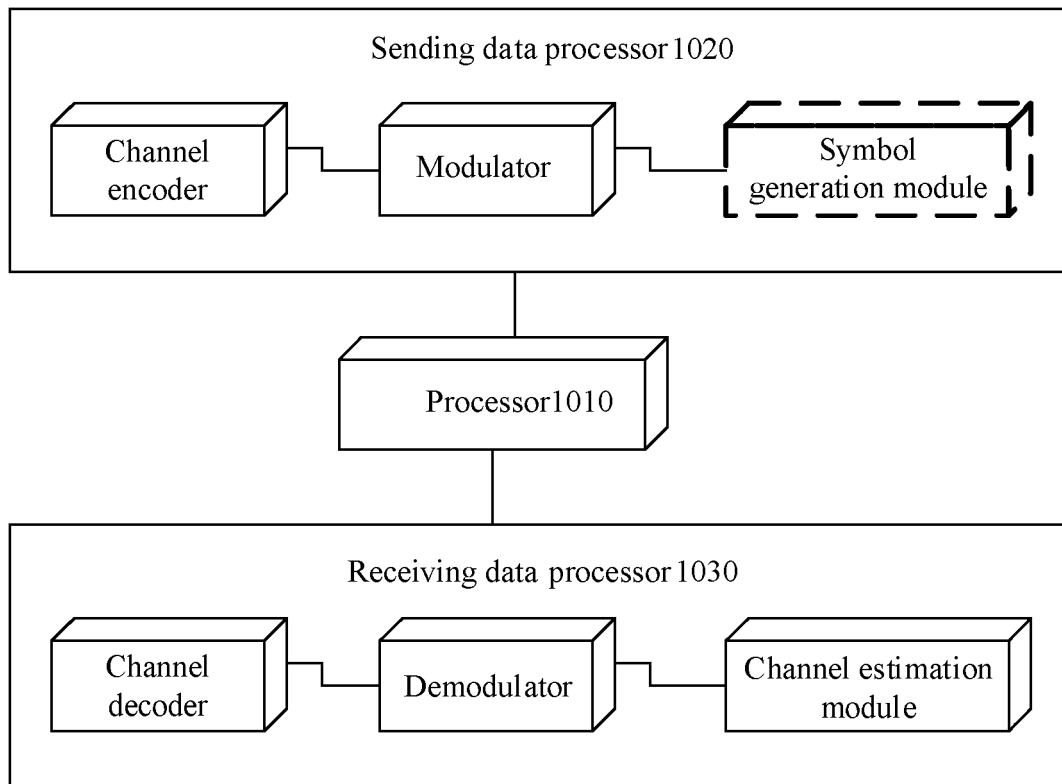 Sending data processor1020
Channel
encoder
Modulator
Symbol
generation module
Processor1010
Receiving data processor1030
Channel
decoder
Demodulator
Channel estimation
module